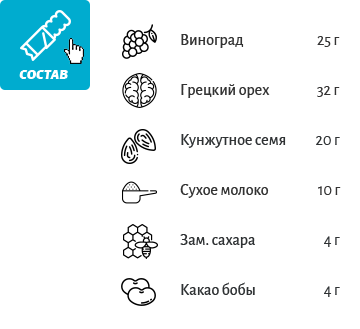 СОСТАВ
Виноград 25 г
Грецкий орех 32 г
Кунжутное семя 20 г
Сухое молоко 10 г
Зам. сахара 4 г
Какао бобы 4 г